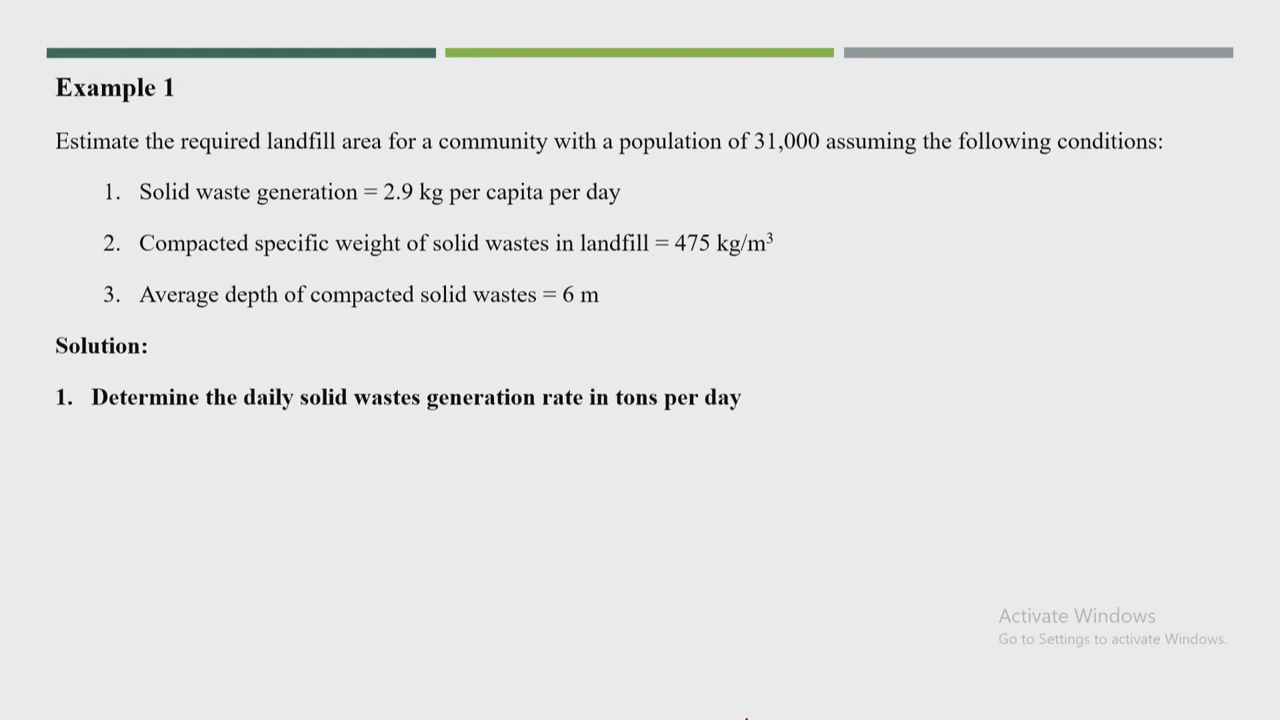 Example 1
Estimate the required landfill area for a community with a population of 31,000 assuming the following conditions:
1. Solid waste generation = 2.9 kg per capita per day
2. Compacted specific weight of solid wastes in landfill = 475 kg/m³
3. Average depth of compacted solid wastes = 6 m
Solution:
1. Determine the daily solid wastes generation rate in tons per day
Activate Windows
Go to Settings to activate Windows.